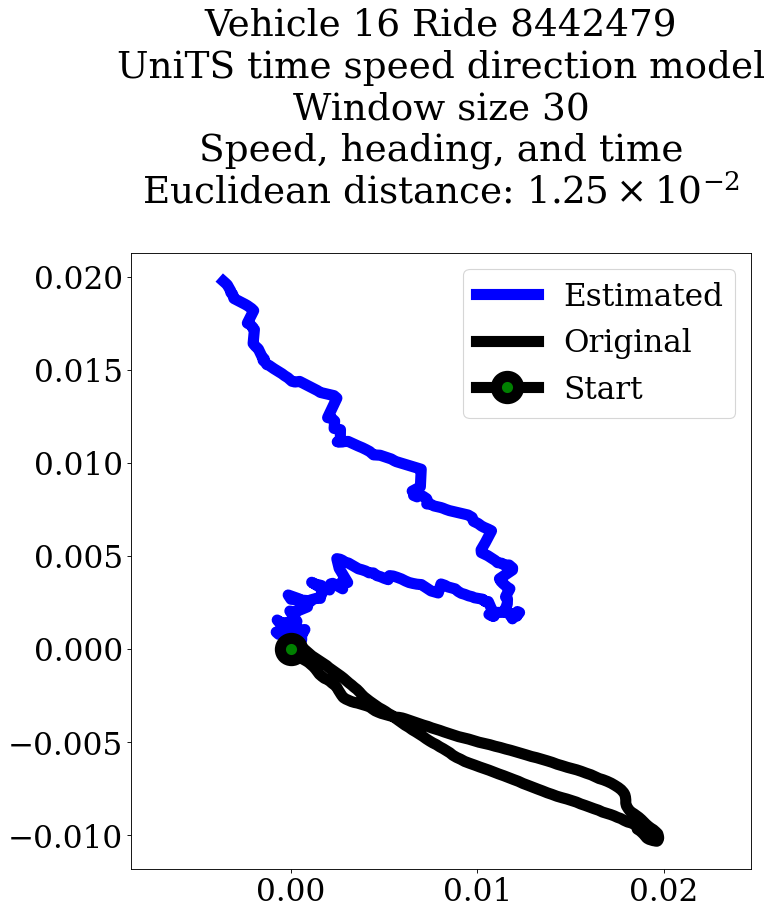 Vehicle 16 Ride 8442479
UniTS time speed direction model
Window size 30
Speed, heading, and time
Euclidean distance: 1.25 × 10⁻²
0.020
0.015
0.010
0.005
0.000
−0.005
−0.010
Estimated
Original
Start
0.00 0.01 0.02